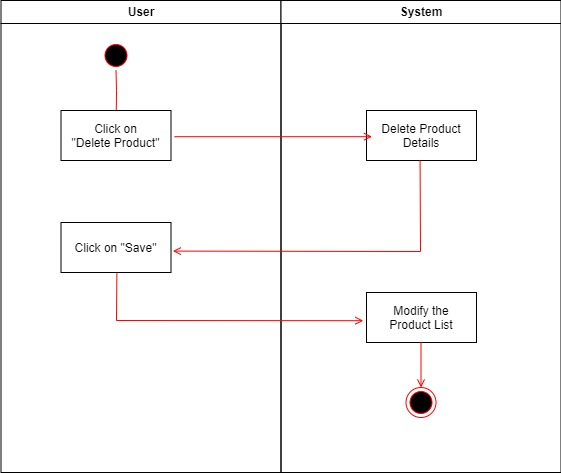 User
System
Click on
"Delete Product"
Delete Product
Details
Click on "Save"
Modify the
Product List